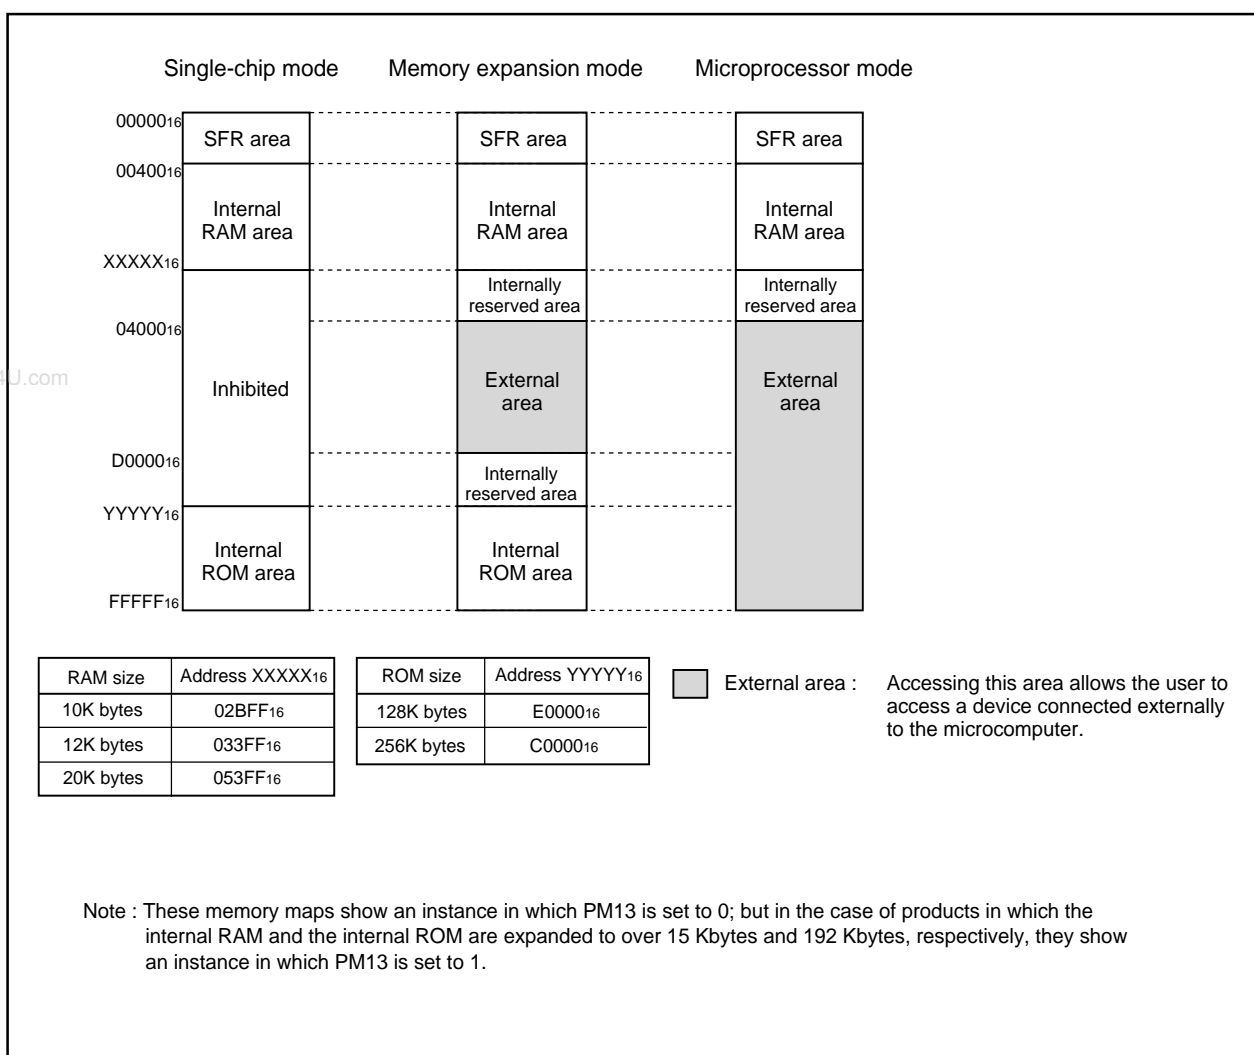 Single-chip mode Memory expansion mode Microprocessor mode
0000016
SFR area SFR area SFR area
0040016
Internal RAM area
Internal RAM area
Internal RAM area
XXXXX16
Internally reserved area
Internally reserved area
0400016
4U.com
Inhibited
External area
External area
D000016
Internally reserved area
YYYYY16
Internal ROM area
Internal ROM area
FFFFF16
RAM size Address XXXXX16
10K bytes 02BFF16
12K bytes 033FF16
20K bytes 053FF16
ROM size Address YYYYY16
128K bytes E000016
256K bytes C000016
External area : Accessing this area allows the user to
access a device connected externally
to the microcomputer.
Note : These memory maps show an instance in which PM13 is set to 0; but in the case of products in which the
internal RAM and the internal ROM are expanded to over 15 Kbytes and 192 Kbytes, respectively, they show
an instance in which PM13 is set to 1.